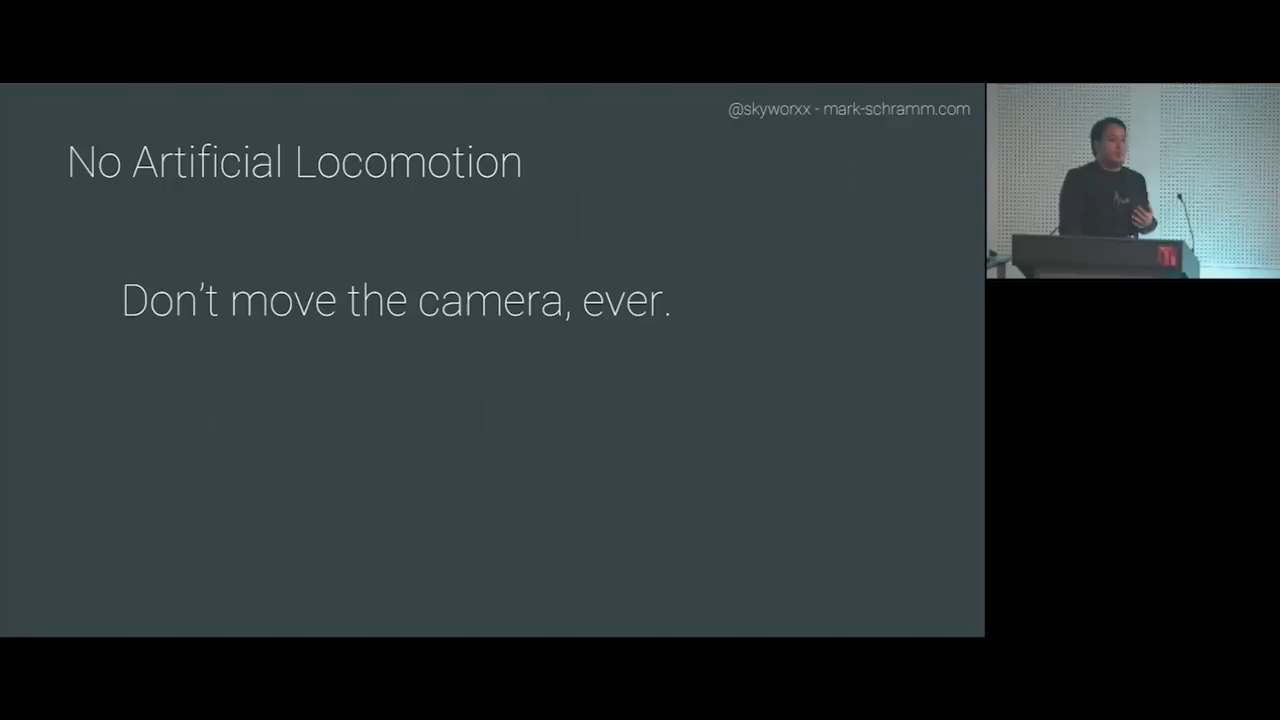 @skyworxx - mark-schramm.com
No Artificial Locomotion
Don't move the camera, ever.